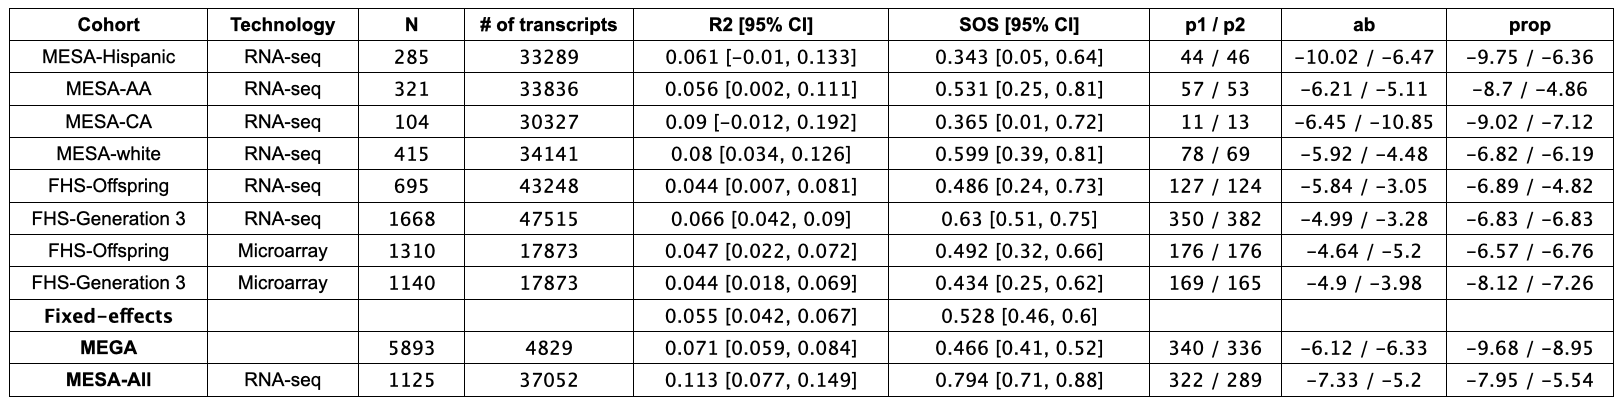 Cohort Technology N # of transcripts R2 [95% CI] SOS [95% CI] p1 / p2 ab prop
MESA-Hispanic RNA-seq 285 33289 0.061 [−0.01, 0.133] 0.343 [0.05, 0.64] 44 / 46 −10.02 / −6.47 −9.75 / −6.36
MESA-AA RNA-seq 321 33836 0.056 [0.002, 0.111] 0.531 [0.25, 0.81] 57 / 53 −6.21 / −5.11 −8.7 / −4.86
MESA-CA RNA-seq 104 30327 0.09 [−0.012, 0.192] 0.365 [0.01, 0.72] 11 / 13 −6.45 / −10.85 −9.02 / −7.12
MESA-white RNA-seq 415 34141 0.08 [0.034, 0.126] 0.599 [0.39, 0.81] 78 / 69 −5.92 / −4.48 −6.82 / −6.19
FHS-Offspring RNA-seq 695 43248 0.044 [0.007, 0.081] 0.486 [0.24, 0.73] 127 / 124 −5.84 / −3.05 −6.89 / −4.82
FHS-Generation 3 RNA-seq 1668 47515 0.066 [0.042, 0.09] 0.63 [0.51, 0.75] 350 / 382 −4.99 / −3.28 −6.83 / −6.83
FHS-Offspring Microarray 1310 17873 0.047 [0.022, 0.072] 0.492 [0.32, 0.66] 176 / 176 −4.64 / −5.2 −6.57 / −6.76
FHS-Generation 3 Microarray 1140 17873 0.044 [0.018, 0.069] 0.434 [0.25, 0.62] 169 / 165 −4.9 / −3.98 −8.12 / −7.26
Fixed−effects 0.055 [0.042, 0.067] 0.528 [0.46, 0.6]
MEGA 5893 4829 0.071 [0.059, 0.084] 0.466 [0.41, 0.52] 340 / 336 −6.12 / −6.33 −9.68 / −8.95
MESA-All RNA-seq 1125 37052 0.113 [0.077, 0.149] 0.794 [0.71, 0.88] 322 / 289 −7.33 / −5.2 −7.95 / −5.54